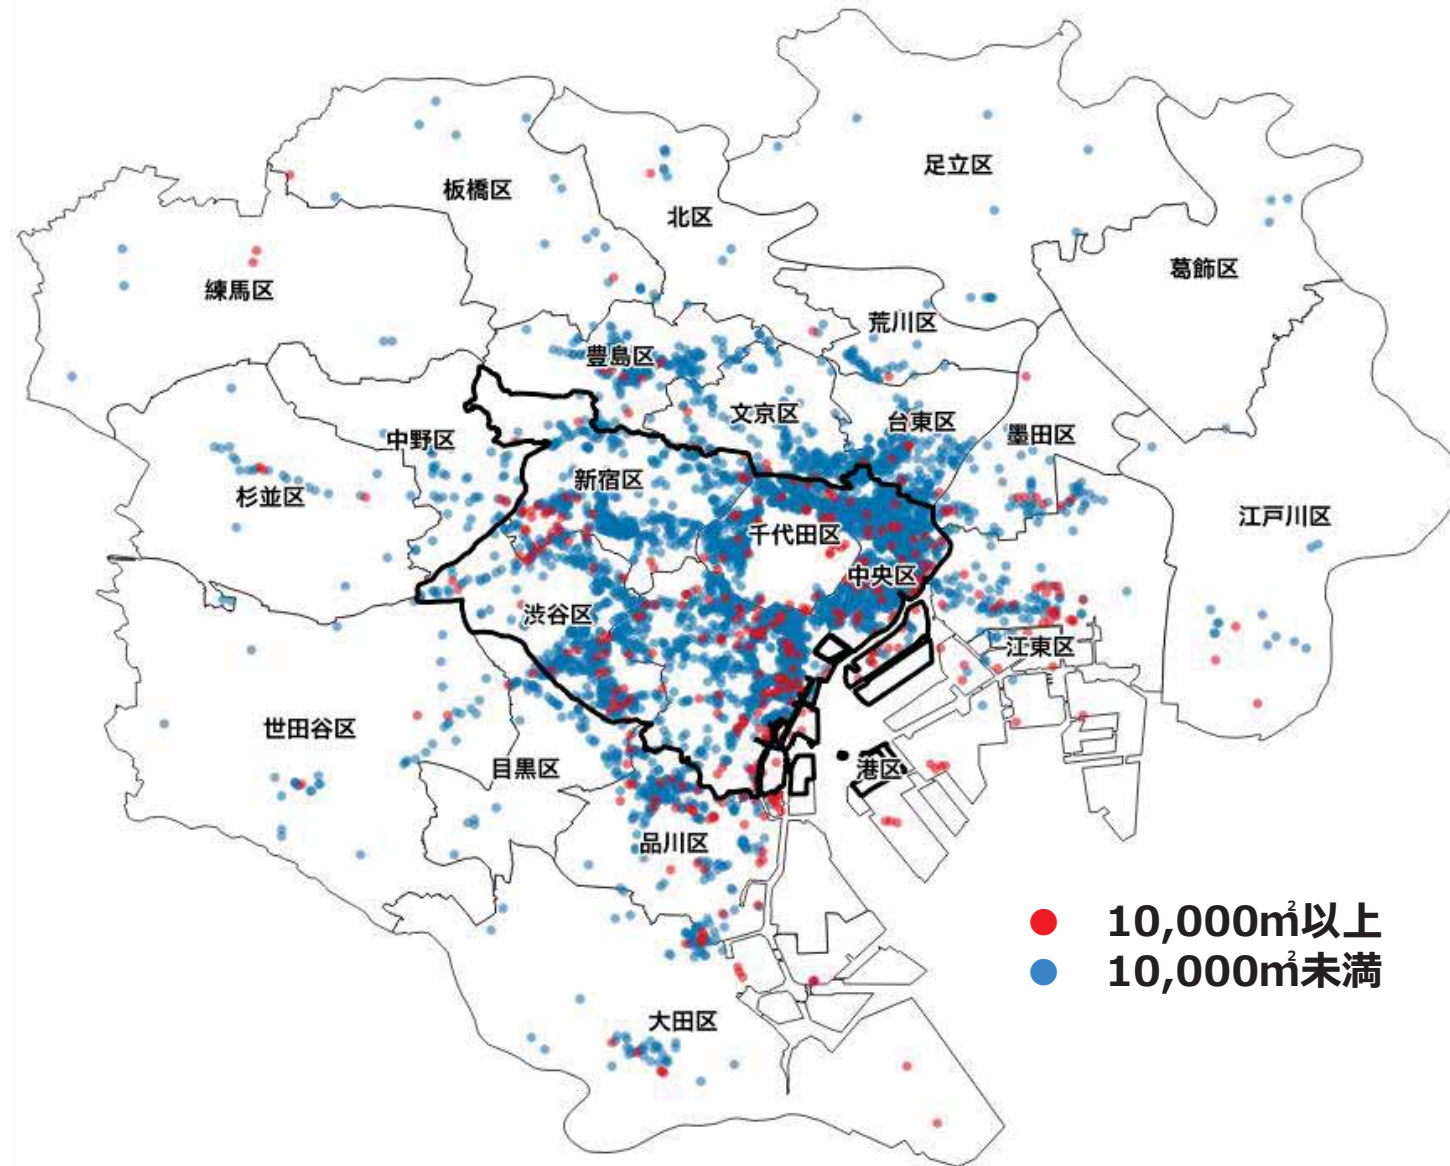 足立区
板橋区
北区
葛飾区
練馬区
荒川区
豊島区
文京区
台東区
墨田区
中野区
新宿区
杉並区
江戸川区
千代田区
中央区
渋谷区
江東区
世田谷区
目黒区
港区
品川区
10,000㎡以上
10,000㎡未満
大田区